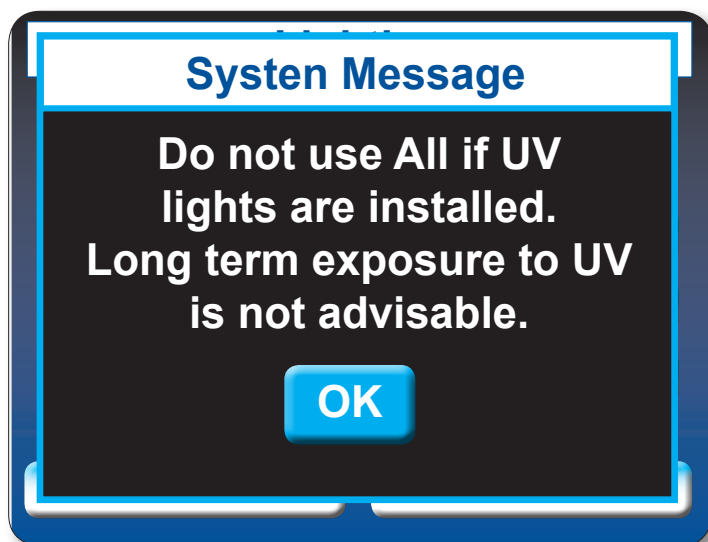 Systen Message
Do not use All if UV
lights are installed.
Long term exposure to UV
is not advisable.
OK